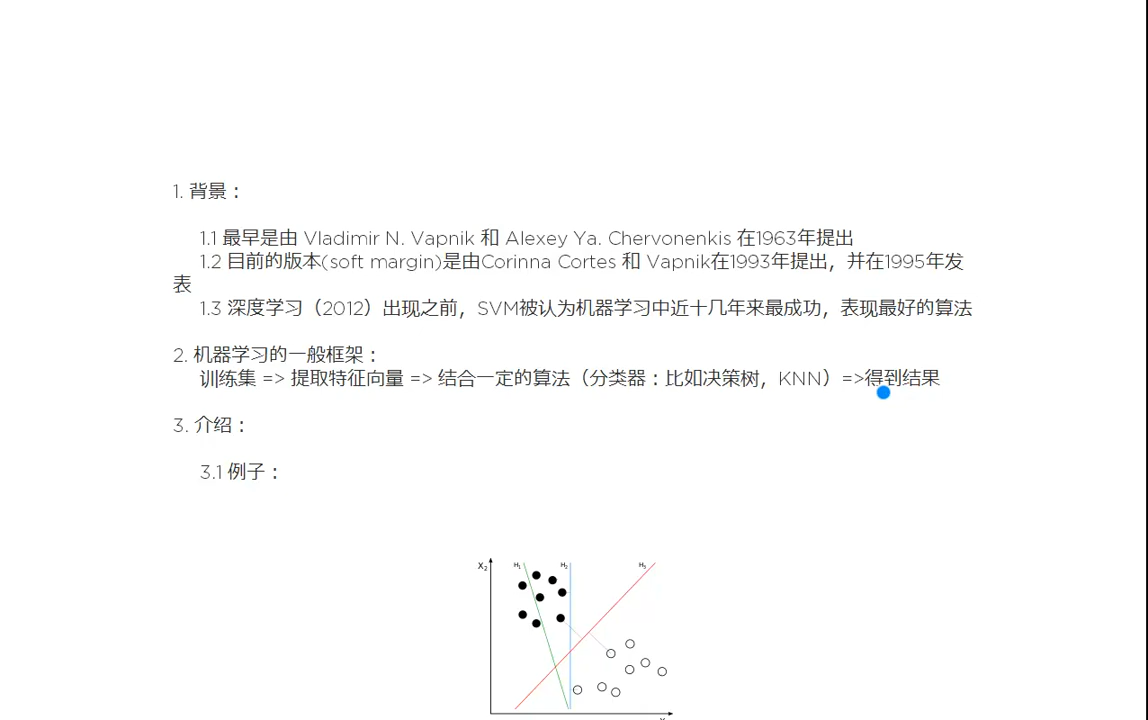 1. 背景：
1.1 最早是由 Vladimir N. Vapnik 和 Alexey Ya. Chervonenkis 在1963年提出
1.2 目前的版本(soft margin)是由Corinna Cortes 和 Vapnik在1993年提出，并在1995年发
表
1.3 深度学习（2012）出现之前，SVM被认为机器学习中近十几年来最成功，表现最好的算法
2. 机器学习的一般框架：
训练集 => 提取特征向量 => 结合一定的算法（分类器：比如决策树，KNN）=>得到结果
3. 介绍：
3.1 例子：
X2 H1 H2 H3